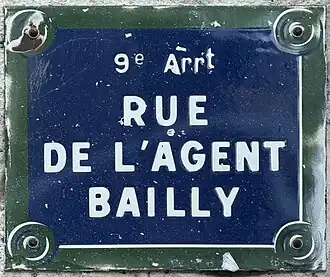 9e Arrt
RUE
DE L'AGENT
BAILLY